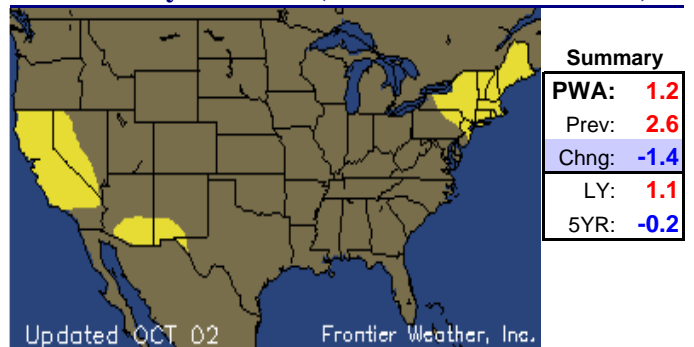 Summary
PWA: 1.2
Prev: 2.6
Chng: -1.4
LY: 1.1
5YR: -0.2
Updated OCT 02
Frontier Weather, Inc.